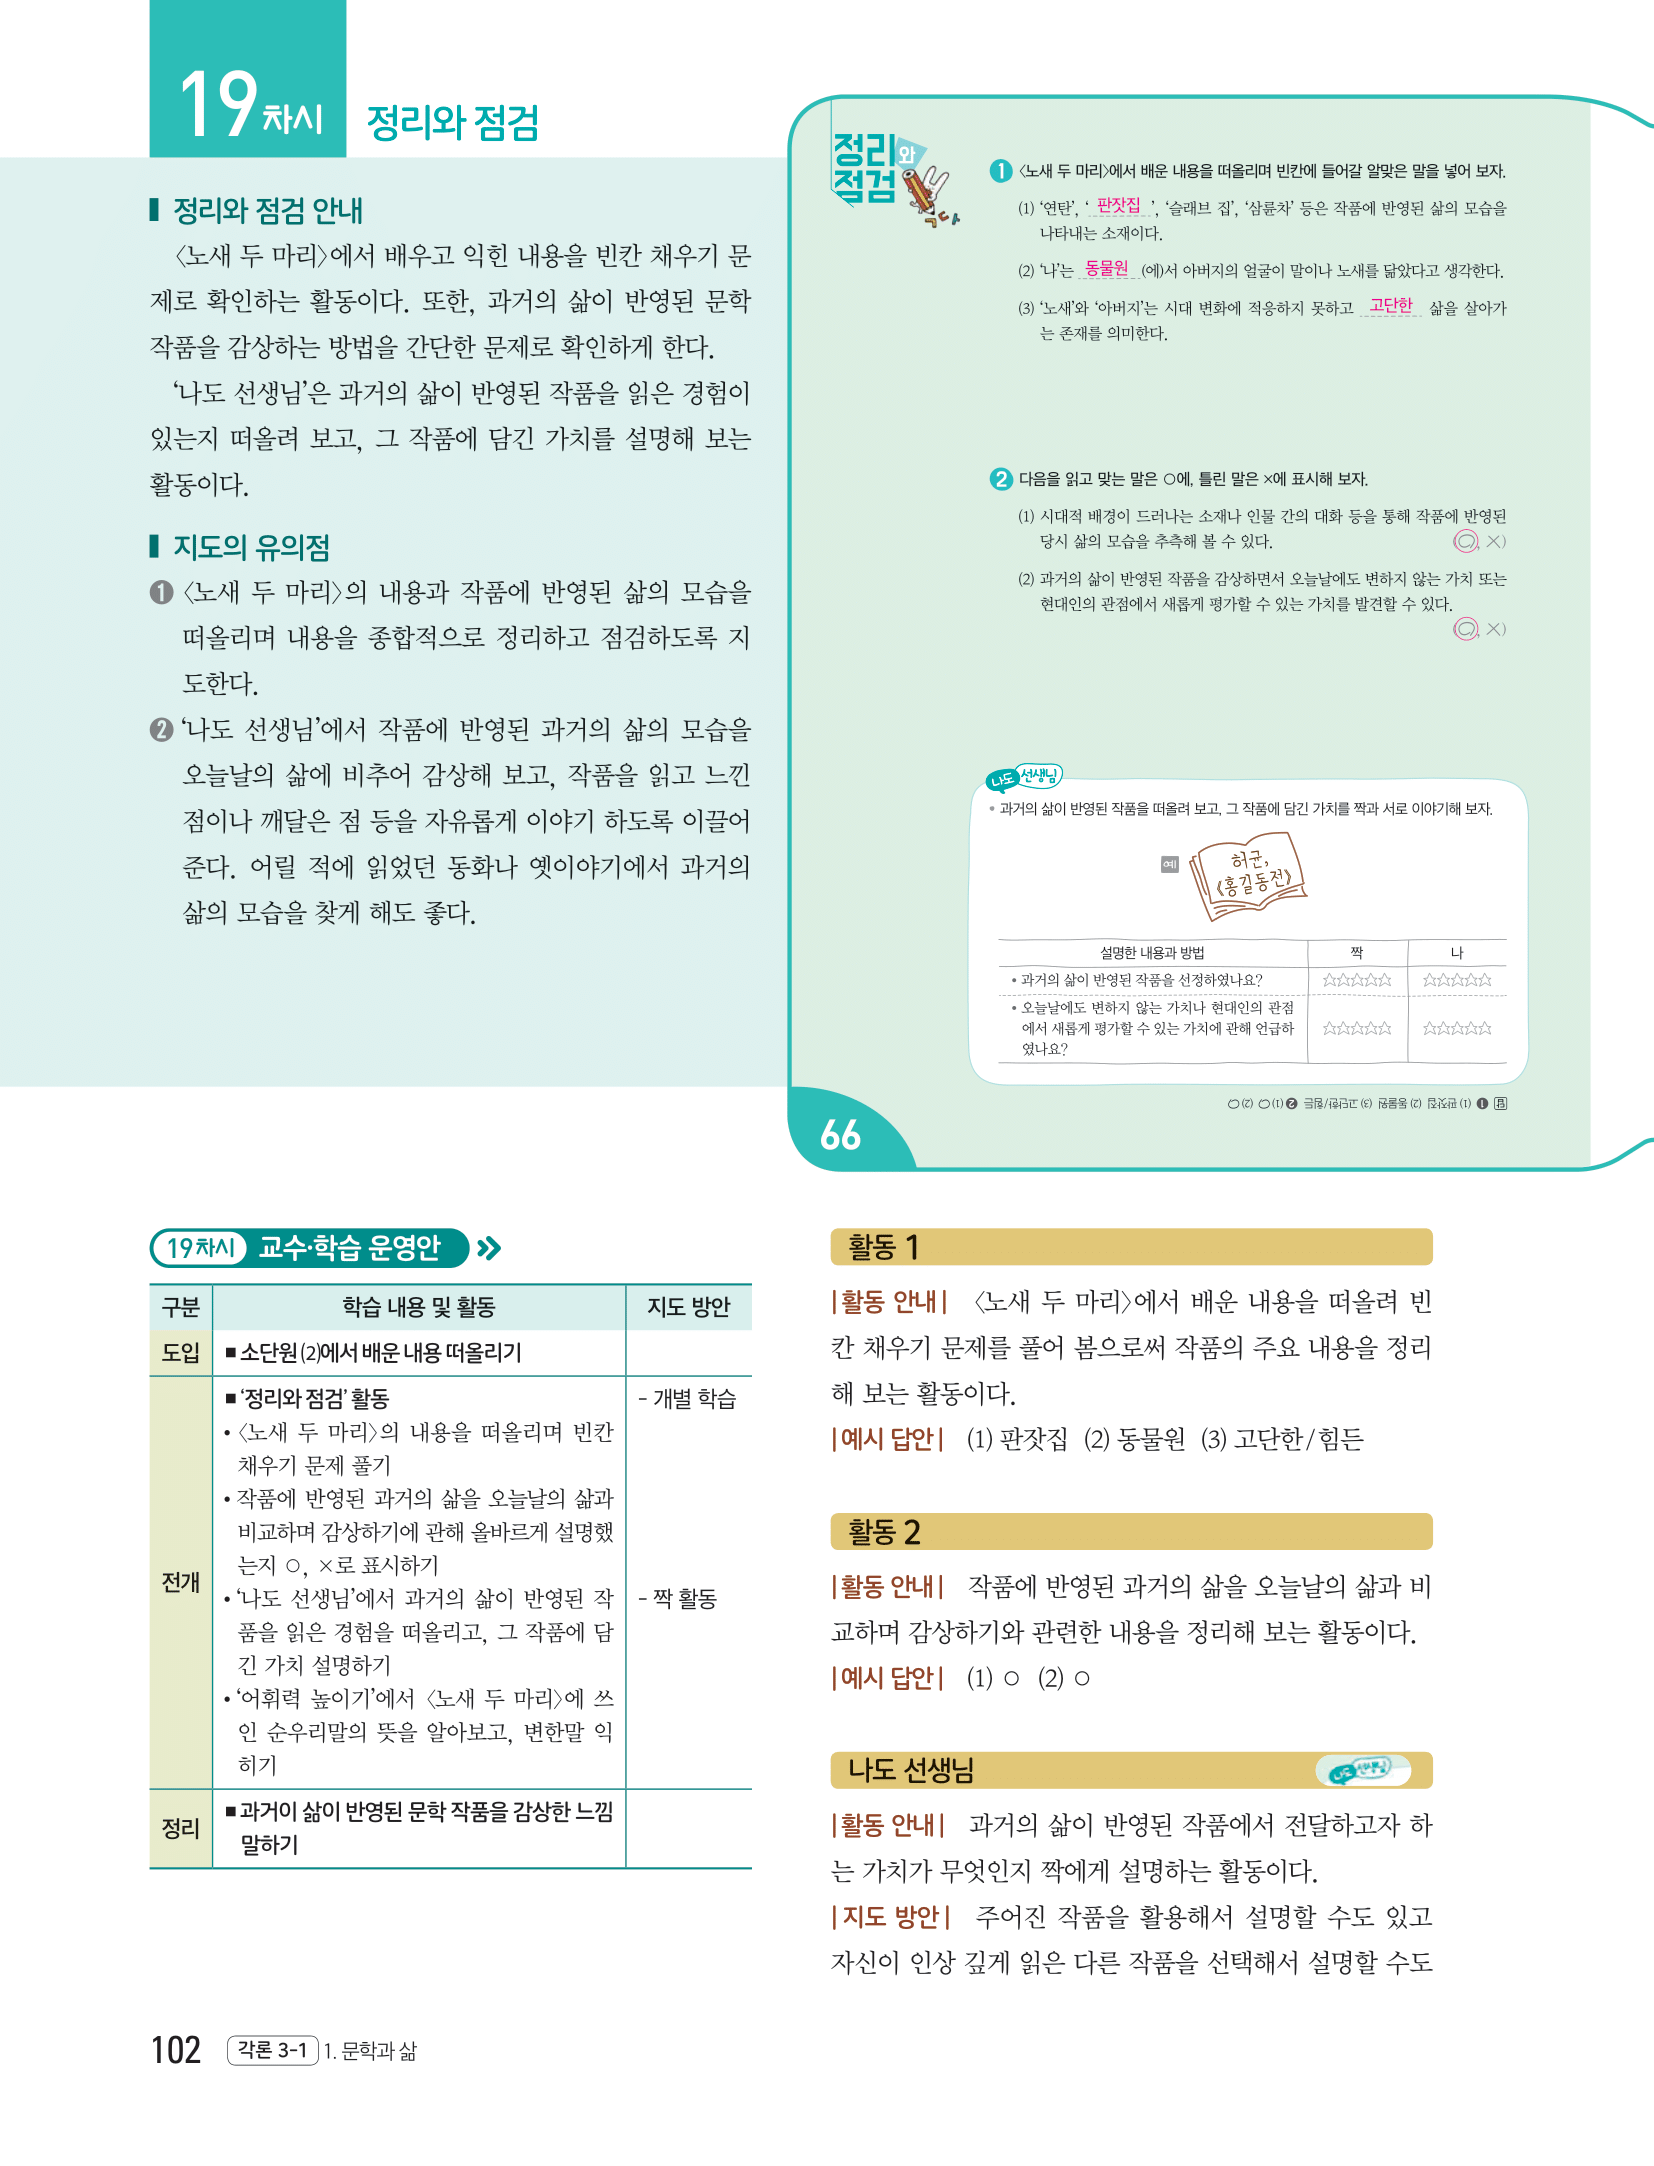 19차시 정리와 점검
정리와 점검 안내
〈노새 두 마리〉에서 배우고 익힌 내용을 빈칸 채우기 문
제로 확인하는 활동이다. 또한, 과거의 삶이 반영된 문학
작품을 감상하는 방법을 간단한 문제로 확인하게 한다.
‘나도 선생님’은 과거의 삶이 반영된 작품을 읽은 경험이
있는지 떠올려 보고, 그 작품에 담긴 가치를 설명해 보는
활동이다.
지도의 유의점
❶ 〈노새 두 마리〉의 내용과 작품에 반영된 삶의 모습을
떠올리며 내용을 종합적으로 정리하고 점검하도록 지
도한다.
❷ ‘나도 선생님’에서 작품에 반영된 과거의 삶의 모습을
오늘날의 삶에 비추어 감상해 보고, 작품을 읽고 느낀
점이나 깨달은 점 등을 자유롭게 이야기 하도록 이끌어
준다. 어릴 적에 읽었던 동화나 옛이야기에서 과거의
삶의 모습을 찾게 해도 좋다.
정리와
점검
❶ 〈노새 두 마리〉에서 배운 내용을 떠올리며 빈칸에 들어갈 알맞은 말을 넣어 보자.
(1) ‘연탄’, ‘ 판잣집 ’, ‘슬래브 집’, ‘삼륜차’ 등은 작품에 반영된 삶의 모습을
나타내는 소재이다.
(2) ‘나’는 동물원 (에)서 아버지의 얼굴이 말이나 노새를 닮았다고 생각한다.
(3) ‘노새’와 ‘아버지’는 시대 변화에 적응하지 못하고 고단한 삶을 살아가
는 존재를 의미한다.
❷ 다음을 읽고 맞는 말은 ○에, 틀린 말은 ×에 표시해 보자.
(1) 시대적 배경이 드러나는 소재나 인물 간의 대화 등을 통해 작품에 반영된
당시 삶의 모습을 추측해 볼 수 있다. (○, ×)
(2) 과거의 삶이 반영된 작품을 감상하면서 오늘날에도 변하지 않는 가치 또는
현대인의 관점에서 새롭게 평가할 수 있는 가치를 발견할 수 있다.
(○, ×)
나도 선생님
• 과거의 삶이 반영된 작품을 떠올려 보고, 그 작품에 담긴 가치를 짝과 서로 이야기해 보자.
예 허균,
《홍길동전》
설명한 내용과 방법 짝 나
• 과거의 삶이 반영된 작품을 선정하였나요? ☆☆☆☆☆ ☆☆☆☆☆
• 오늘날에도 변하지 않는 가치나 현대인의 관점
에서 새롭게 평가할 수 있는 가치에 관해 언급하 ☆☆☆☆☆ ☆☆☆☆☆
였나요?
답 ❶ (1) 판잣집 (2) 동물원 (3) 고단한/힘든 ❷ (1) ○ (2) ○
66
19차시 교수·학습 운영안
구분 학습 내용 및 활동 지도 방안
도입 ■ 소단원 (2)에서 배운 내용 떠올리기
전개
■ ‘정리와 점검’ 활동 - 개별 학습
• 〈노새 두 마리〉의 내용을 떠올리며 빈칸
채우기 문제 풀기
• 작품에 반영된 과거의 삶을 오늘날의 삶과
비교하며 감상하기에 관해 올바르게 설명했
는지 ○, ×로 표시하기
• ‘나도 선생님’에서 과거의 삶이 반영된 작 - 짝 활동
품을 읽은 경험을 떠올리고, 그 작품에 담
긴 가치 설명하기
• ‘어휘력 높이기’에서 〈노새 두 마리〉에 쓰
인 순우리말의 뜻을 알아보고, 변한말 익
히기
정리 ■ 과거이 삶이 반영된 문학 작품을 감상한 느낌
말하기
활동 1
|활동 안내| 〈노새 두 마리〉에서 배운 내용을 떠올려 빈
칸 채우기 문제를 풀어 봄으로써 작품의 주요 내용을 정리
해 보는 활동이다.
|예시 답안| (1) 판잣집 (2) 동물원 (3) 고단한/힘든
활동 2
|활동 안내| 작품에 반영된 과거의 삶을 오늘날의 삶과 비
교하며 감상하기와 관련한 내용을 정리해 보는 활동이다.
|예시 답안| (1) ○ (2) ○
나도 선생님 나도 선생님
|활동 안내| 과거의 삶이 반영된 작품에서 전달하고자 하
는 가치가 무엇인지 짝에게 설명하는 활동이다.
|지도 방안| 주어진 작품을 활용해서 설명할 수도 있고
자신이 인상 깊게 읽은 다른 작품을 선택해서 설명할 수도
102 각론 3-1 1. 문학과 삶